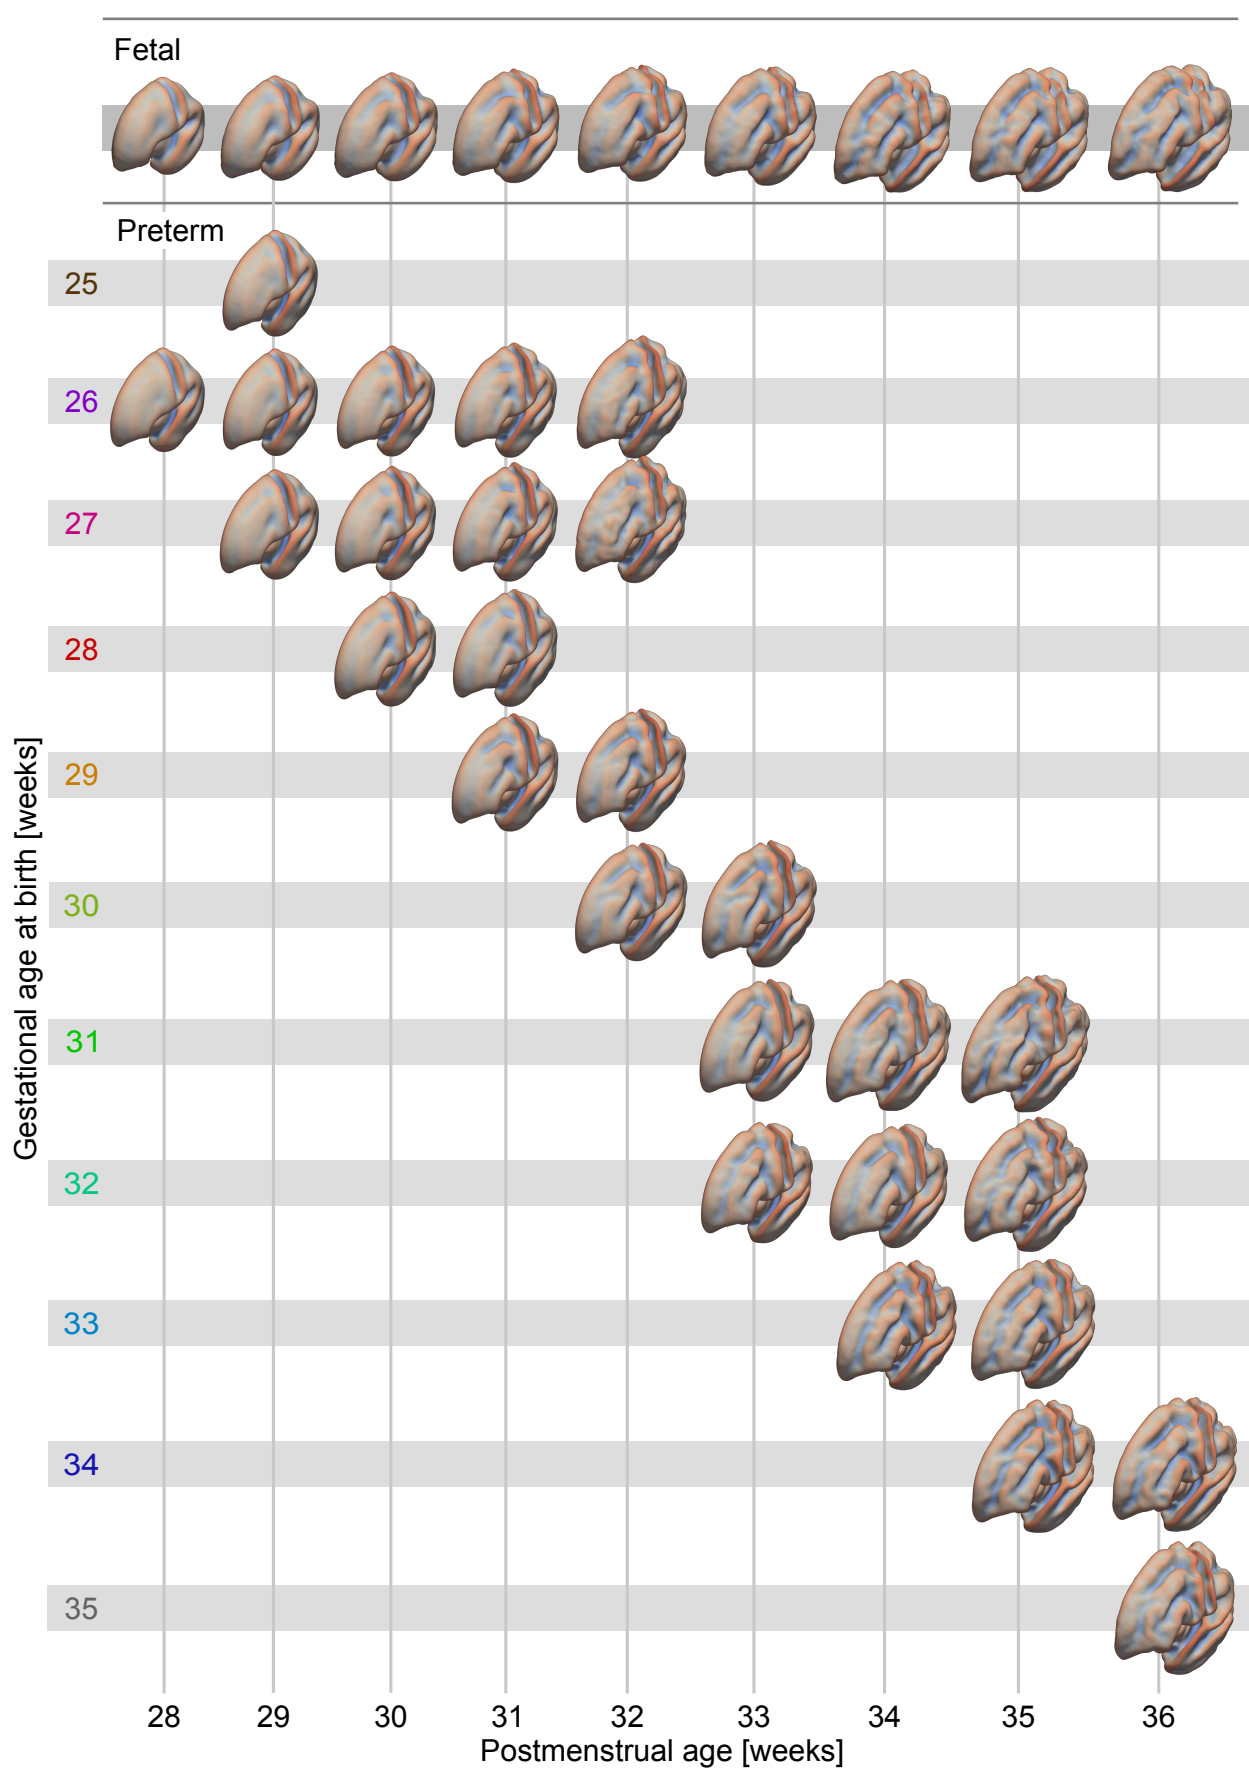 Fetal
Preterm
25
26
27
28
29
30
31
32
33
34
35
Gestational age at birth [weeks]
28 29 30 31 32 33 34 35 36
Postmenstrual age [weeks]